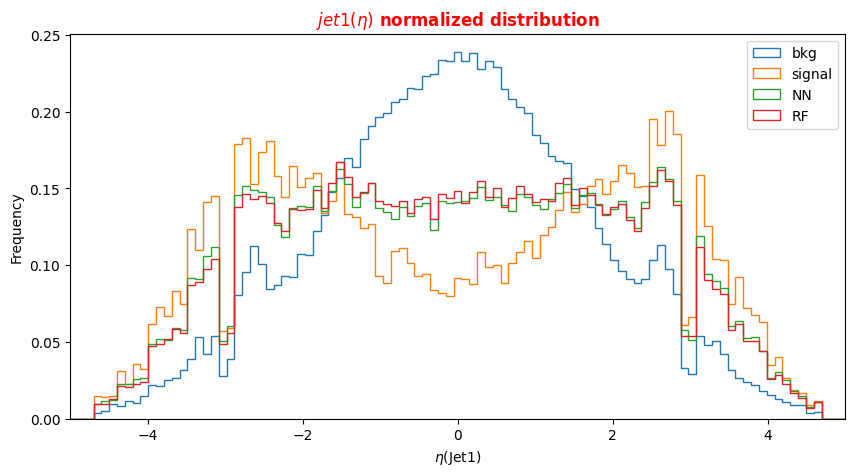 jet1(η) normalized distribution
0.25
0.20
0.15
0.10
0.05
0.00
Frequency
bkg
signal
NN
RF
−4
−2
0
2
4
η(Jet1)